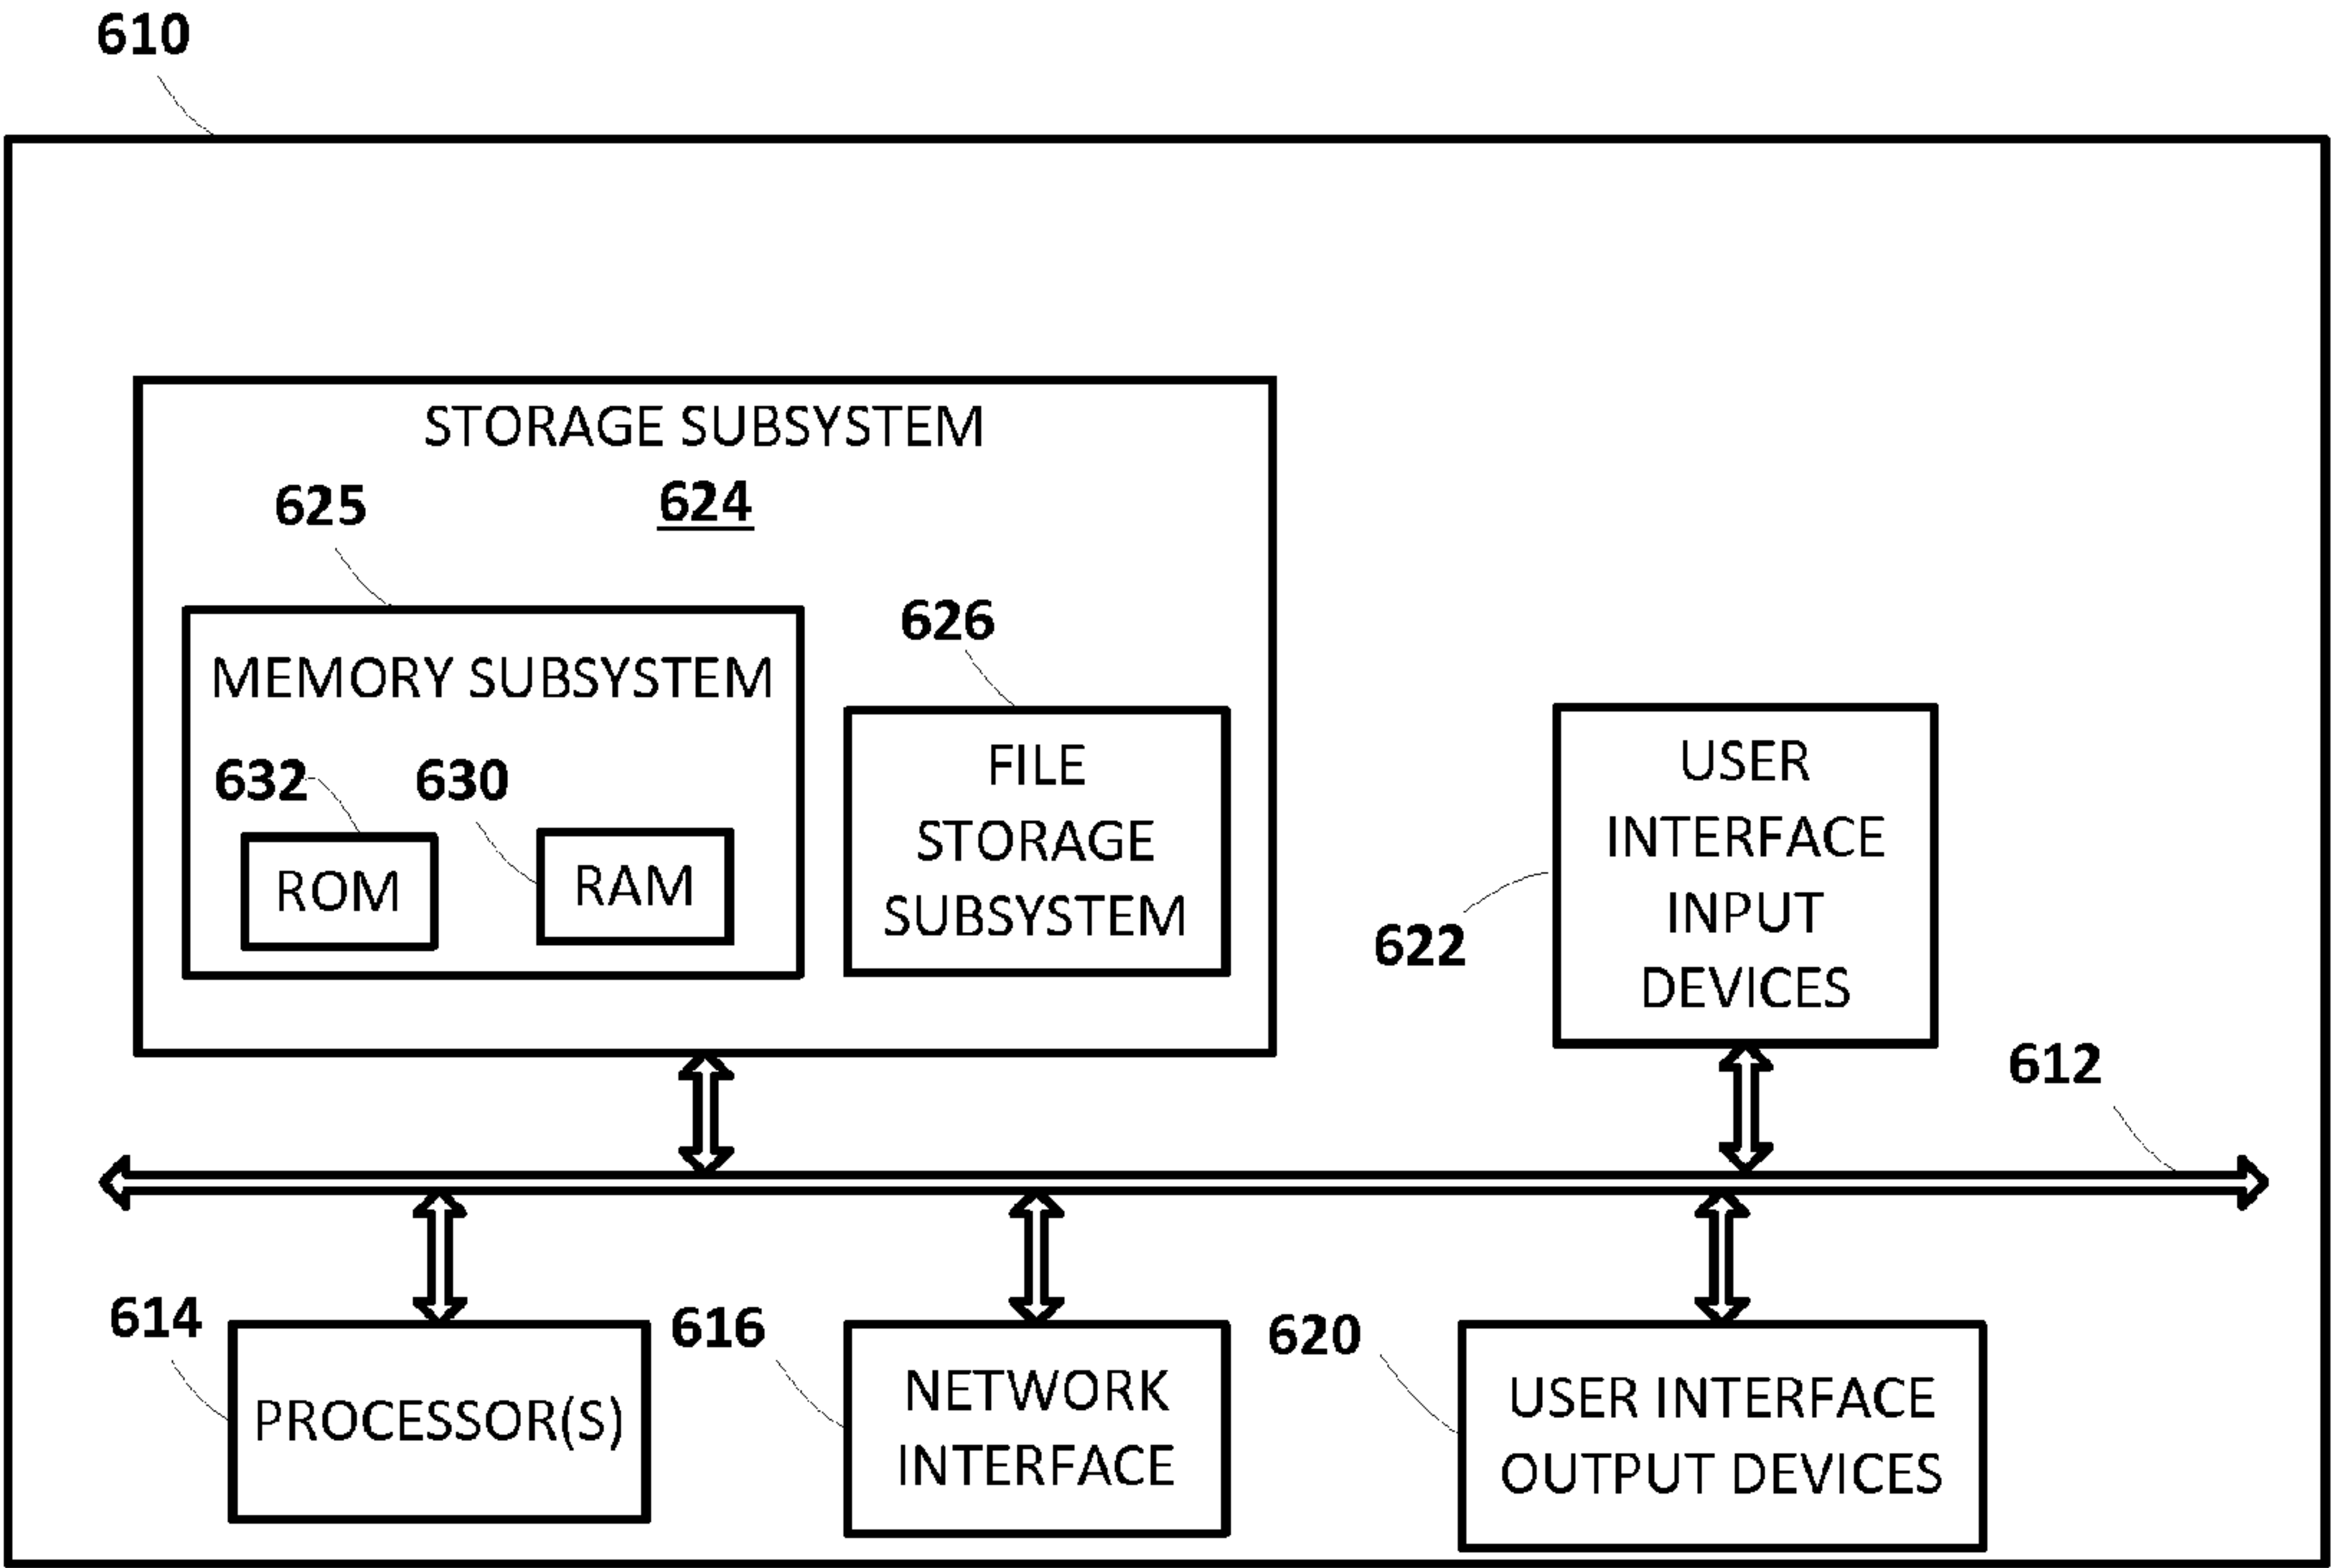 610
STORAGE SUBSYSTEM
624
625
MEMORY SUBSYSTEM
632
630
ROM
RAM
626
FILE
STORAGE
SUBSYSTEM
USER
INTERFACE
INPUT
DEVICES
622
612
614
PROCESSOR(S)
616
NETWORK
INTERFACE
620
USER INTERFACE
OUTPUT DEVICES